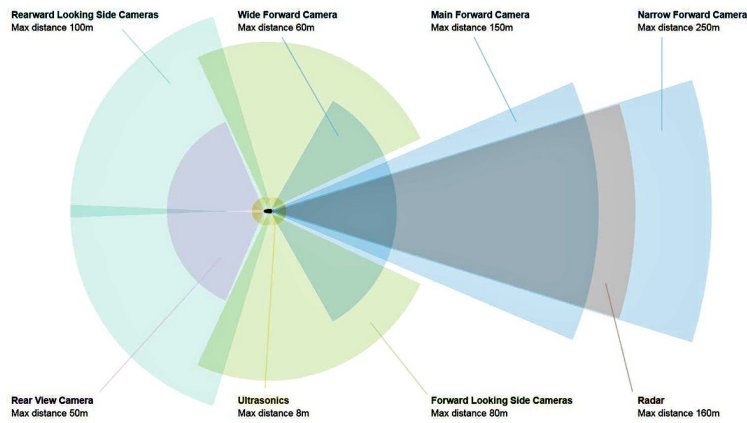 Rearward Looking Side Cameras
Max distance 100m
Wide Forward Camera
Max distance 60m
Main Forward Camera
Max distance 150m
Narrow Forward Camera
Max distance 250m
Rear View Camera
Max distance 50m
Ultrasonics
Max distance 8m
Forward Looking Side Cameras
Max distance 80m
Radar
Max distance 160m